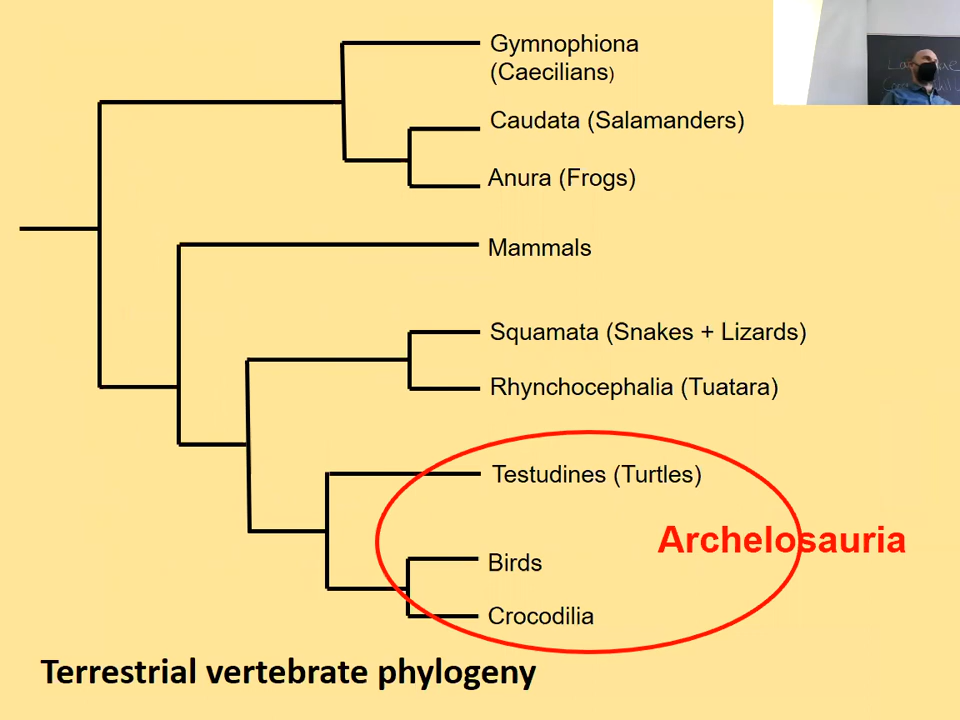 Gymnophiona
(Caecilians)
Caudata (Salamanders)
Anura (Frogs)
Mammals
Squamata (Snakes + Lizards)
Rhynchocephalia (Tuatara)
Testudines (Turtles)
Archelosauria
Birds
Crocodilia
Terrestrial vertebrate phylogeny